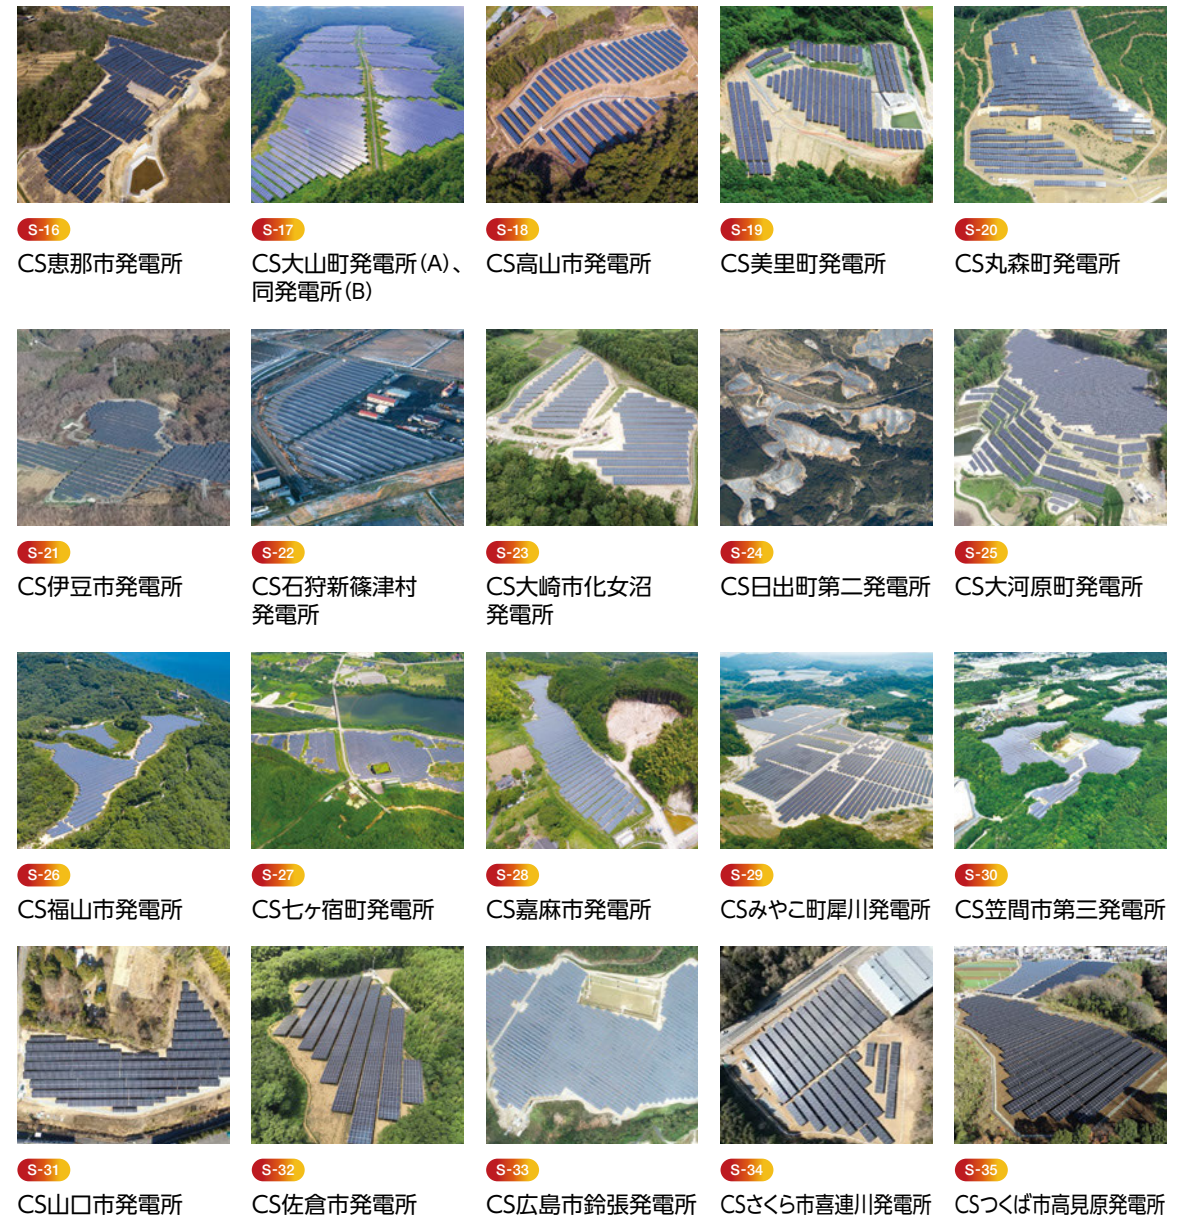 S-16
CS恵那市発電所
S-17
CS大山町発電所(A)、
同発電所(B)
S-18
CS高山市発電所
S-19
CS美里町発電所
S-20
CS丸森町発電所
S-21
CS伊豆市発電所
S-22
CS石狩新篠津村
発電所
S-23
CS大崎市化女沼
発電所
S-24
CS日出町第二発電所
S-25
CS大河原町発電所
S-26
CS福山市発電所
S-27
CS七ヶ宿町発電所
S-28
CS嘉麻市発電所
S-29
CSみやこ町犀川発電所
S-30
CS笠間市第三発電所
S-31
CS山口市発電所
S-32
CS佐倉市発電所
S-33
CS広島市鈴張発電所
S-34
CSさくら市喜連川発電所
S-35
CSつくば市高見原発電所